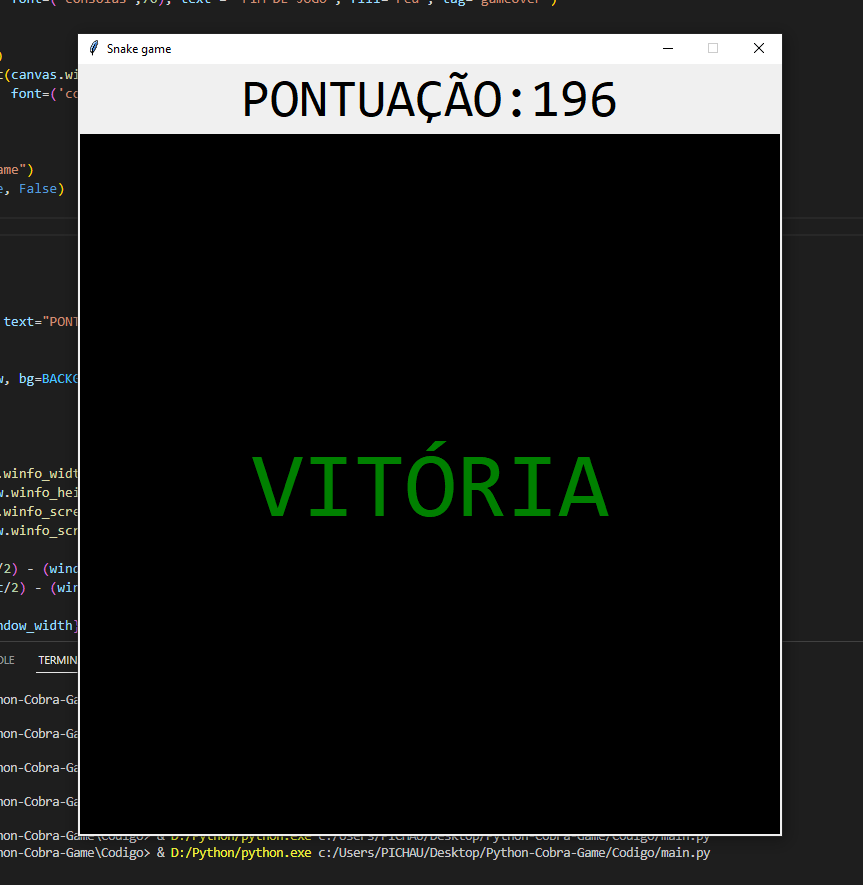 font=('consolas',70), text = "FIM DE JOGO", fill="red", tag="gameover")
Snake game
)
t(canvas.wi
font=('co
PONTUAÇÃO:196
ame")
e, False)
text="PONT
w, bg=BACKG
VITÓRIA
.winfo_widt
w.winfo_hei
.winfo_scre
w.winfo_scr
/2) - (wind
t/2) - (win
ndow_width}
OLE TERMIN
hon-Cobra-Ga
hon-Cobra-Ga
hon-Cobra-Ga
hon-Cobra-Ga
hon-Cobra-Game\Codigo> & D:/Python/python.exe c:/Users/PICHAU/Desktop/Python-Cobra-Game/Codigo/main.py
hon-Cobra-Game\Codigo> & D:/Python/python.exe c:/Users/PICHAU/Desktop/Python-Cobra-Game/Codigo/main.py